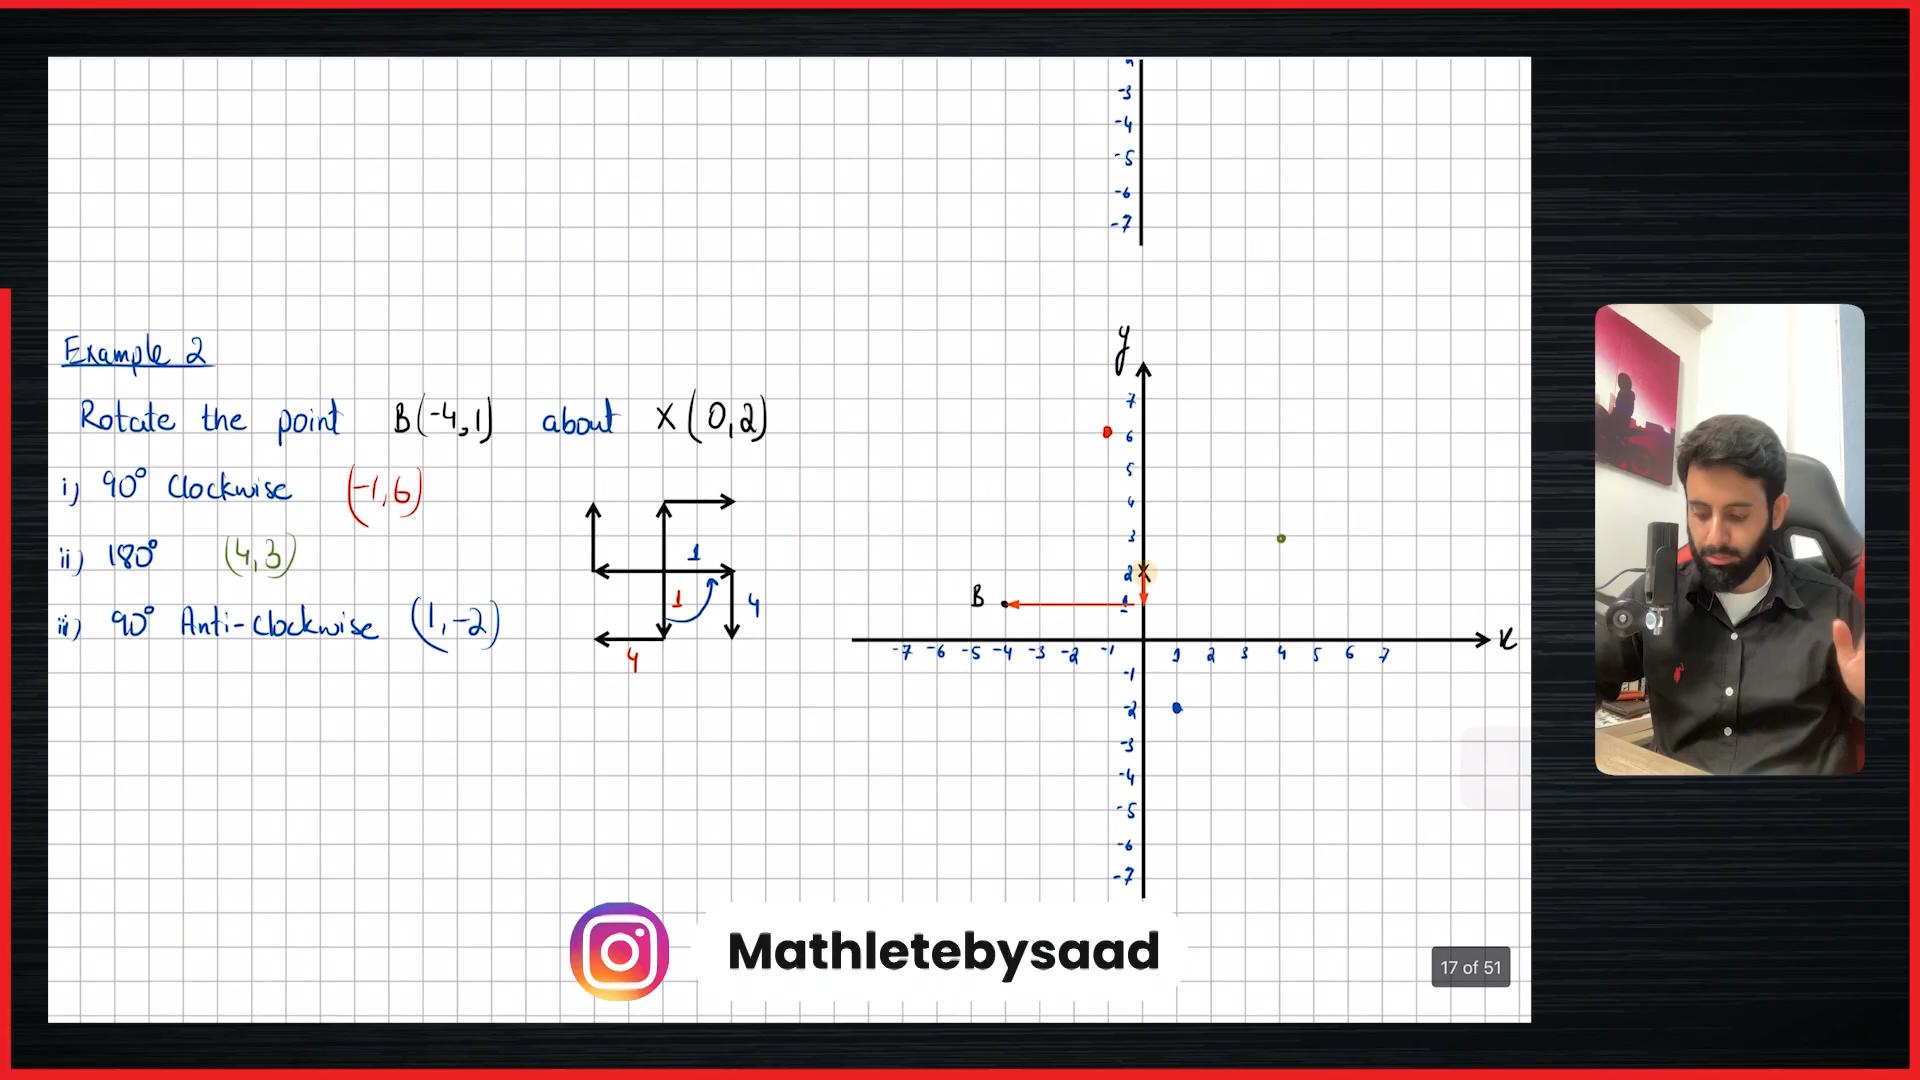 -3
-4
-5
-6
-7
Example 2
Rotate the point B(-4,1) about X(0,2)
i) 90° Clockwise (-1,6)
ii) 180° (4,3)
iii) 90° Anti-clockwise (1,-2)
1
1
4
4
y
7
6
5
4
3
2
X
1
B
-7 -6 -5 -4 -3 -2 -1 1 2 3 4 5 6 7
x
-1
-2
-3
-4
-5
-6
-7
Mathletebysaad
17 of 51